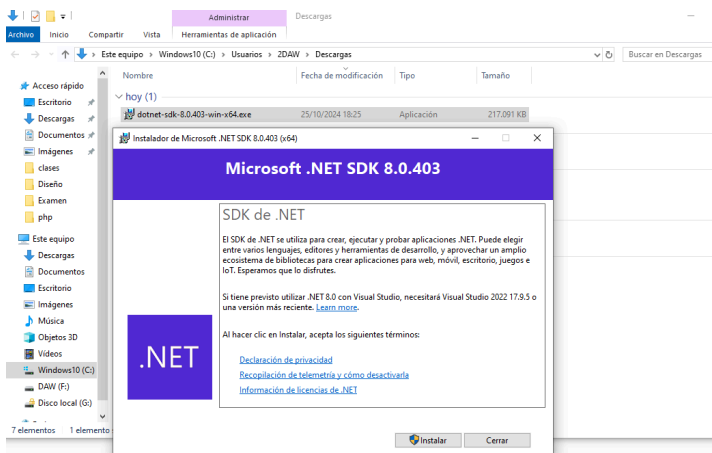 Administrar
Descargas
Archivo Inicio Compartir Vista Herramientas de aplicación
Este equipo > Windows10 (C:) > Usuarios > 2DAW > Descargas
Buscar en Descargas
Nombre Fecha de modificación Tipo Tamaño
Acceso rápido
Escritorio
Descargas
Documentos
Imágenes
clases
Diseño
Examen
php
Este equipo
Descargas
Documentos
Escritorio
Imágenes
Música
Objetos 3D
Vídeos
Windows10 (C:)
DAW (F:)
Disco local (G:)
hoy (1)
dotnet-sdk-8.0.403-win-x64.exe 25/10/2024 18:25 Aplicación 217.091 KB
Instalador de Microsoft .NET SDK 8.0.403 (x64)
Microsoft .NET SDK 8.0.403
.NET
SDK de .NET
El SDK de .NET se utiliza para crear, ejecutar y probar aplicaciones .NET. Puede elegir
entre varios lenguajes, editores y herramientas de desarrollo, y aprovechar un amplio
ecosistema de bibliotecas para crear aplicaciones para web, móvil, escritorio, juegos e
IoT. Esperamos que lo disfrutes.
Si tiene previsto utilizar .NET 8.0 con Visual Studio, necesitará Visual Studio 2022 17.9.5 o
una versión más reciente. Learn more.
Al hacer clic en Instalar, acepta los siguientes términos:
Declaración de privacidad
Recopilación de telemetría y cómo desactivarla
Información de licencias de .NET
Instalar Cerrar
7 elementos 1 elemento